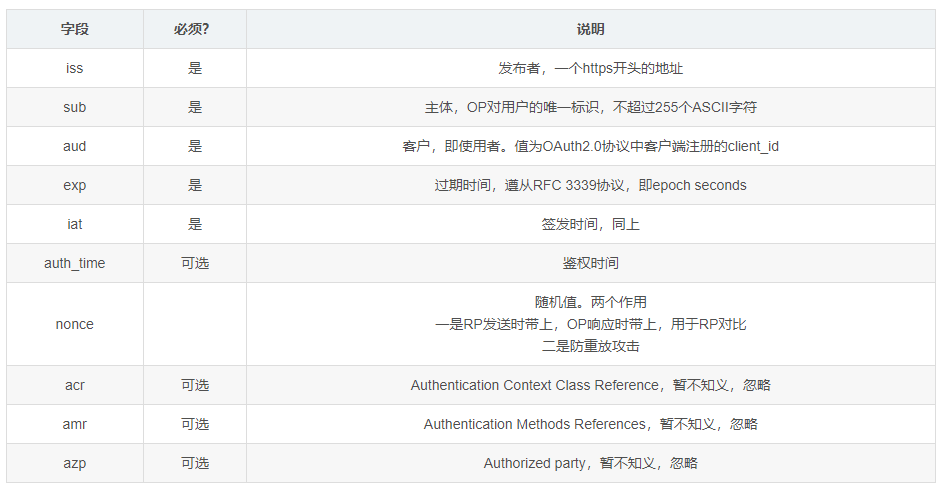 字段 必须? 说明
iss 是 发布者，一个https开头的地址
sub 是 主体，OP对用户的唯一标识，不超过255个ASCII字符
aud 是 客户，即使用者。值为OAuth2.0协议中客户端注册的client_id
exp 是 过期时间，遵从RFC 3339协议，即epoch seconds
iat 是 签发时间，同上
auth_time 可选 鉴权时间
随机值。两个作用
nonce 一是RP发送时带上，OP响应时带上，用于RP对比
二是防重放攻击
acr 可选 Authentication Context Class Reference，暂不知义，忽略
amr 可选 Authentication Methods References，暂不知义，忽略
azp 可选 Authorized party，暂不知义，忽略